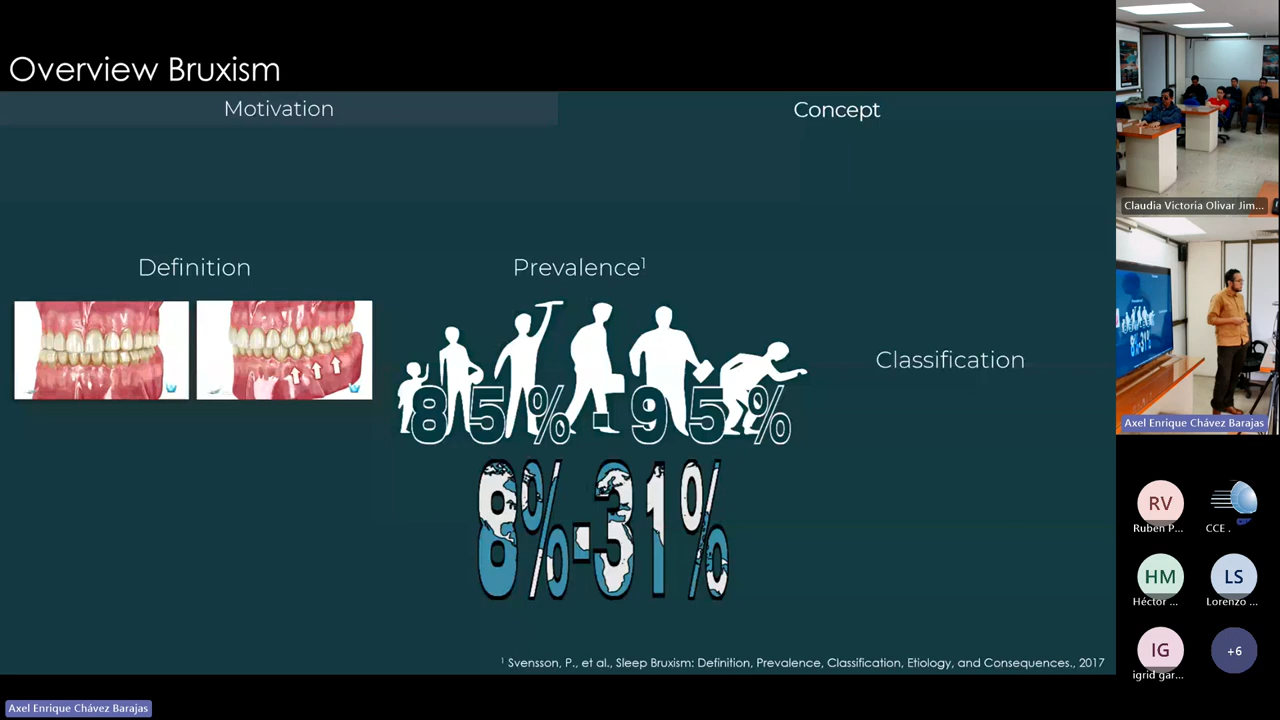 Overview Bruxism
Motivation
Concept
Definition
Prevalence¹
Classification
85%-95%
8%-31%
¹ Svensson, P., et al., Sleep Bruxism: Definition, Prevalence, Classification, Etiology, and Consequences., 2017
Axel Enrique Chávez Barajas
Claudia Victoria Olivar Jim...
Axel Enrique Chávez Barajas
RV
Ruben P...
CCE .
HM
Héctor ...
LS
Lorenzo ...
IG
igrid gar...
+6